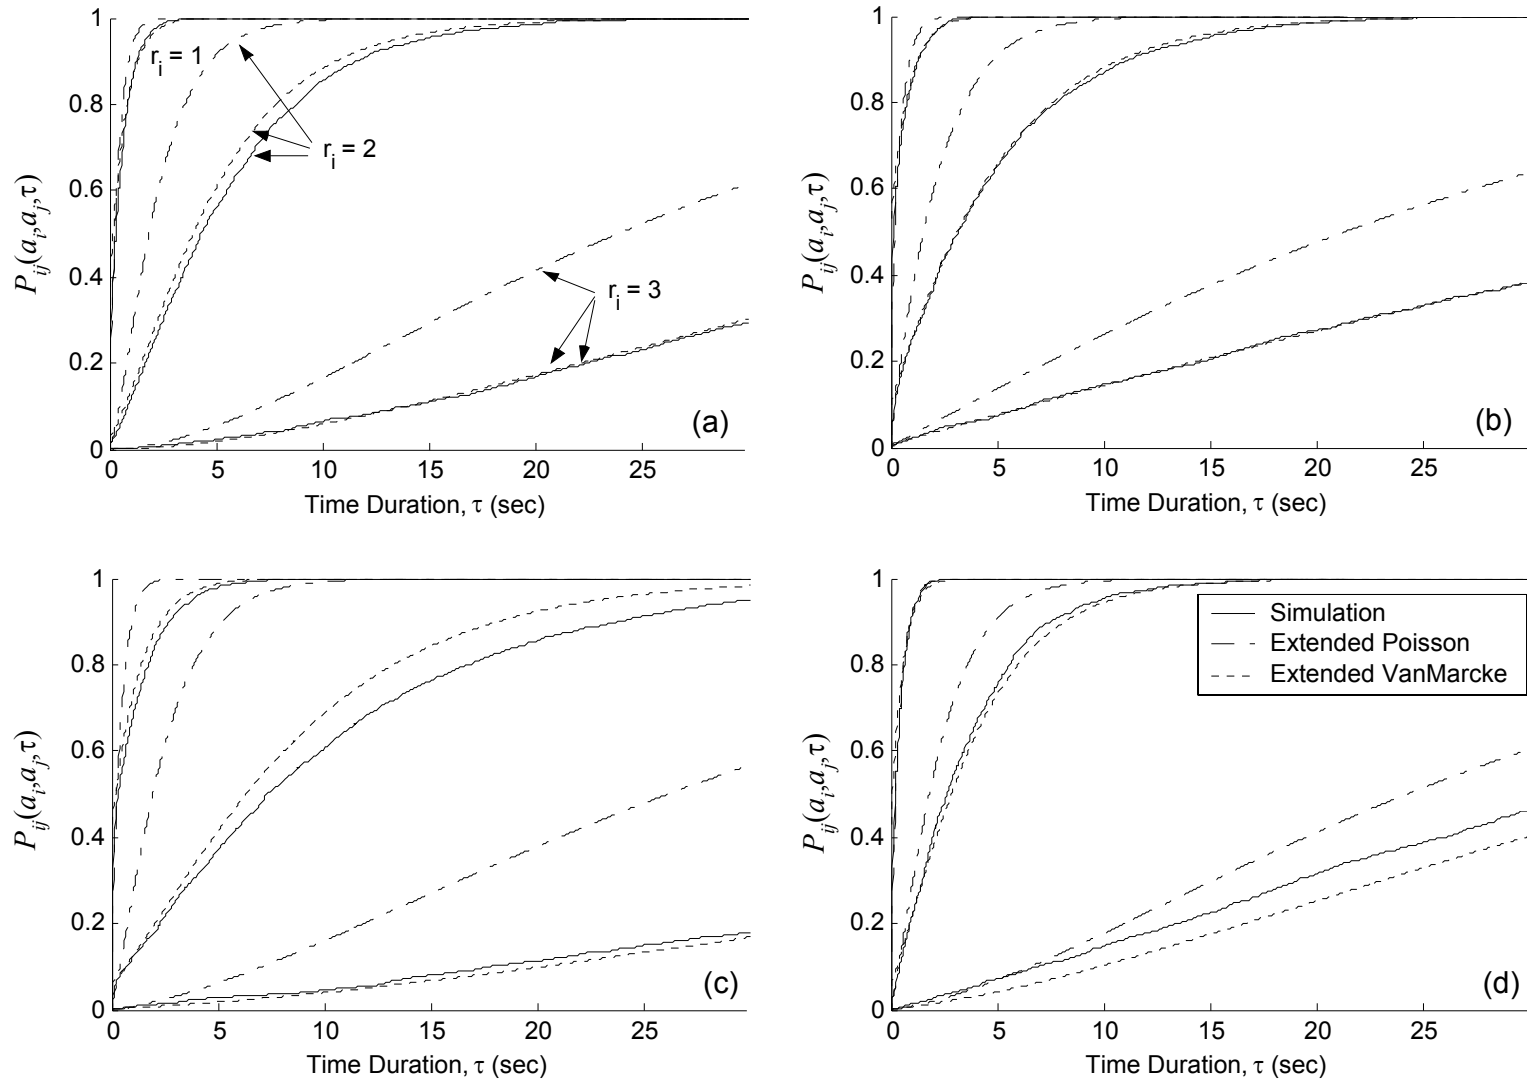 1
0.8
0.6
0.4
0.2
0
P_ij(a_i,a_j,τ)
r_i = 1
r_i = 2
r_i = 3
(a)
0 5 10 15 20 25
Time Duration, τ (sec)
1
0.8
0.6
0.4
0.2
0
P_ij(a_i,a_j,τ)
(b)
0 5 10 15 20 25
Time Duration, τ (sec)
1
0.8
0.6
0.4
0.2
0
P_ij(a_i,a_j,τ)
(c)
0 5 10 15 20 25
Time Duration, τ (sec)
1
0.8
0.6
0.4
0.2
0
P_ij(a_i,a_j,τ)
Simulation
Extended Poisson
Extended VanMarcke
(d)
0 5 10 15 20 25
Time Duration, τ (sec)